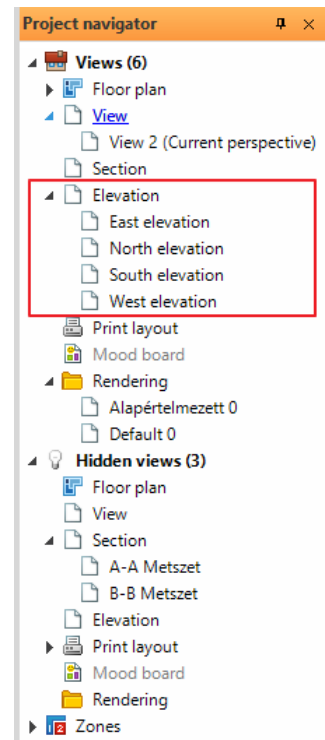 Project navigator
Views (6)
Floor plan
View
View 2 (Current perspective)
Section
Elevation
East elevation
North elevation
South elevation
West elevation
Print layout
Mood board
Rendering
Alapértelmezett 0
Default 0
Hidden views (3)
Floor plan
View
Section
A-A Metszet
B-B Metszet
Elevation
Print layout
Mood board
Rendering
Zones